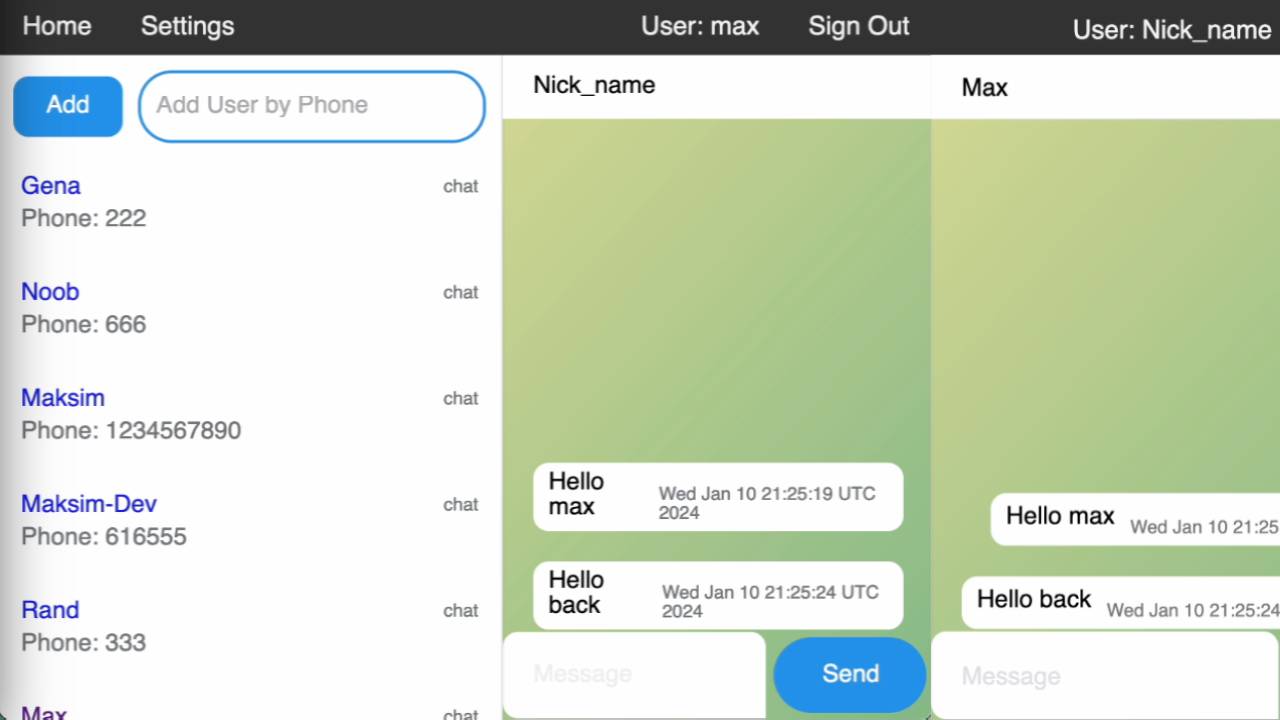 Home Settings User: max Sign Out User: Nick_name
Add Add User by Phone
Gena chat
Phone: 222
Noob chat
Phone: 666
Maksim chat
Phone: 1234567890
Maksim-Dev chat
Phone: 616555
Rand chat
Phone: 333
Max chat
Nick_name
Hello
max
Wed Jan 10 21:25:19 UTC
2024
Hello
back
Wed Jan 10 21:25:24 UTC
2024
Message Send
Max
Hello max Wed Jan 10 21:25
Hello back Wed Jan 10 21:25:24
Message